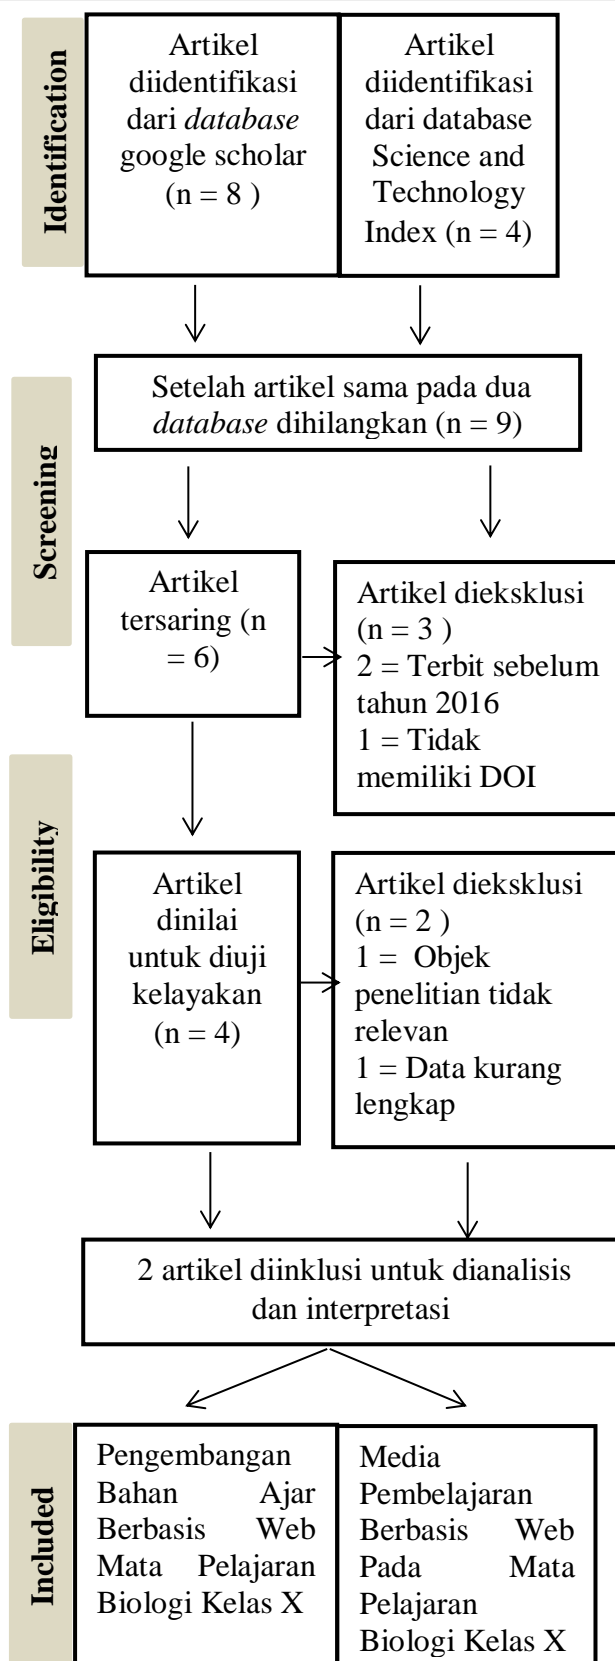 Identification
Artikel
diidentifikasi
dari database
google scholar
(n = 8 )
Artikel
diidentifikasi
dari database
Science and
Technology
Index (n = 4)
Screening
Setelah artikel sama pada dua
database dihilangkan (n = 9)
Artikel
tersaring (n
= 6)
Artikel dieksklusi
(n = 3 )
2 = Terbit sebelum
tahun 2016
1 = Tidak
memiliki DOI
Eligibility
Artikel
dinilai
untuk diuji
kelayakan
(n = 4)
Artikel dieksklusi
(n = 2 )
1 = Objek
penelitian tidak
relevan
1 = Data kurang
lengkap
2 artikel diinklusi untuk dianalisis
dan interpretasi
Included
Pengembangan
Bahan Ajar
Berbasis Web
Mata Pelajaran
Biologi Kelas X
Media
Pembelajaran
Berbasis Web
Pada Mata
Pelajaran
Biologi Kelas X